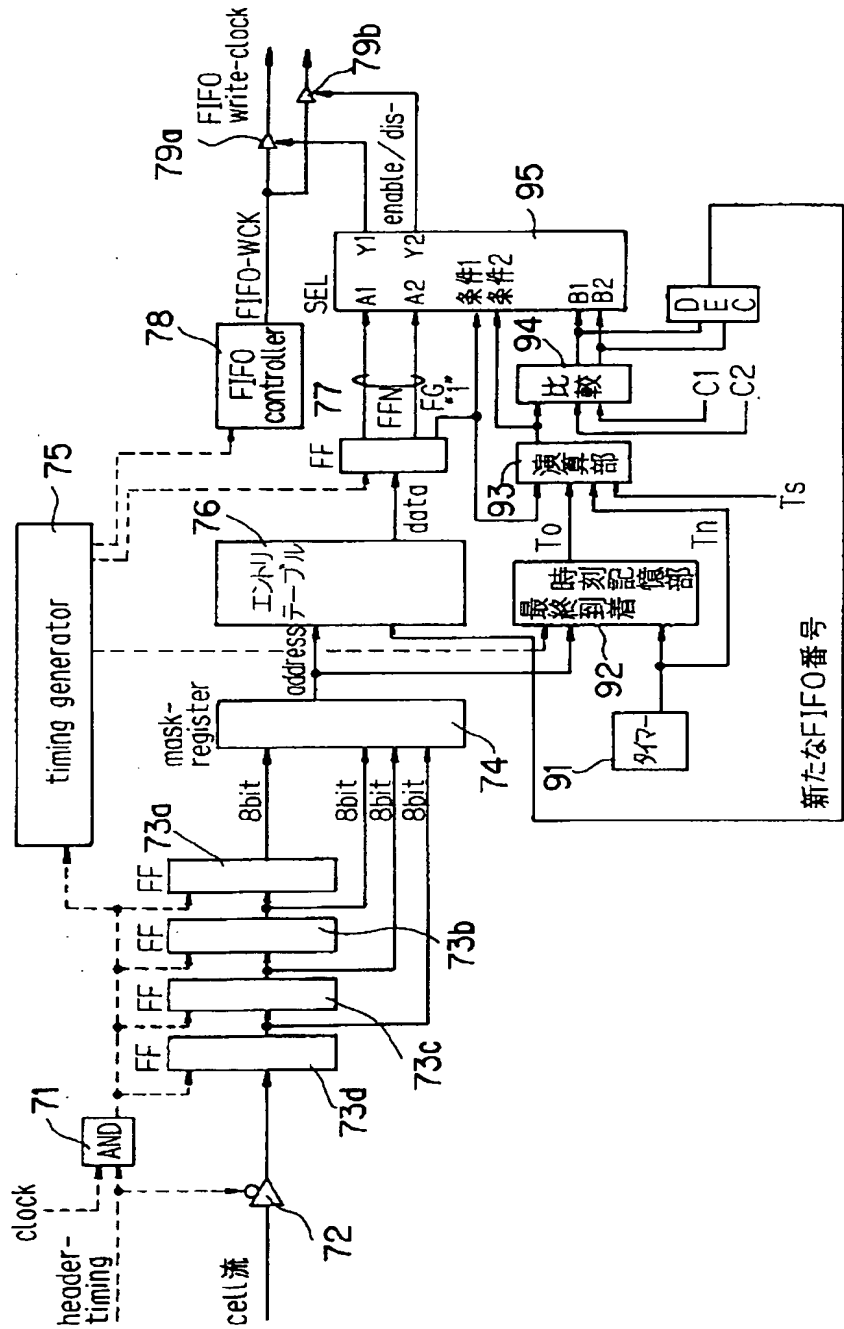 clock
header-
timing
71
AND
cell流
72
FF
FF
FF
FF
73a
73b
73c
73d
8bit
8bit
8bit
8bit
mask-
register
74
75
timing generator
address
76
エントリ
テーブル
data
FF
77
FFN
FG
"1"
78
FIFO
controller
FIFO-WCK
79a
FIFO
write-clock
79b
enable/dis-
SEL
A1
Y1
A2
Y2
条件1
条件2
B1
B2
95
91
タイマー
92
最終到着
時刻記憶部
To
Tn
Ts
93
演算部
94
比較
C1
C2
DEC
新たなFIFO番号